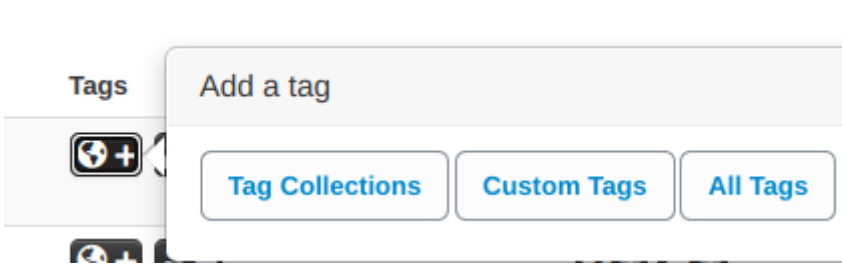 Tags
Add a tag
Tag Collections
Custom Tags
All Tags